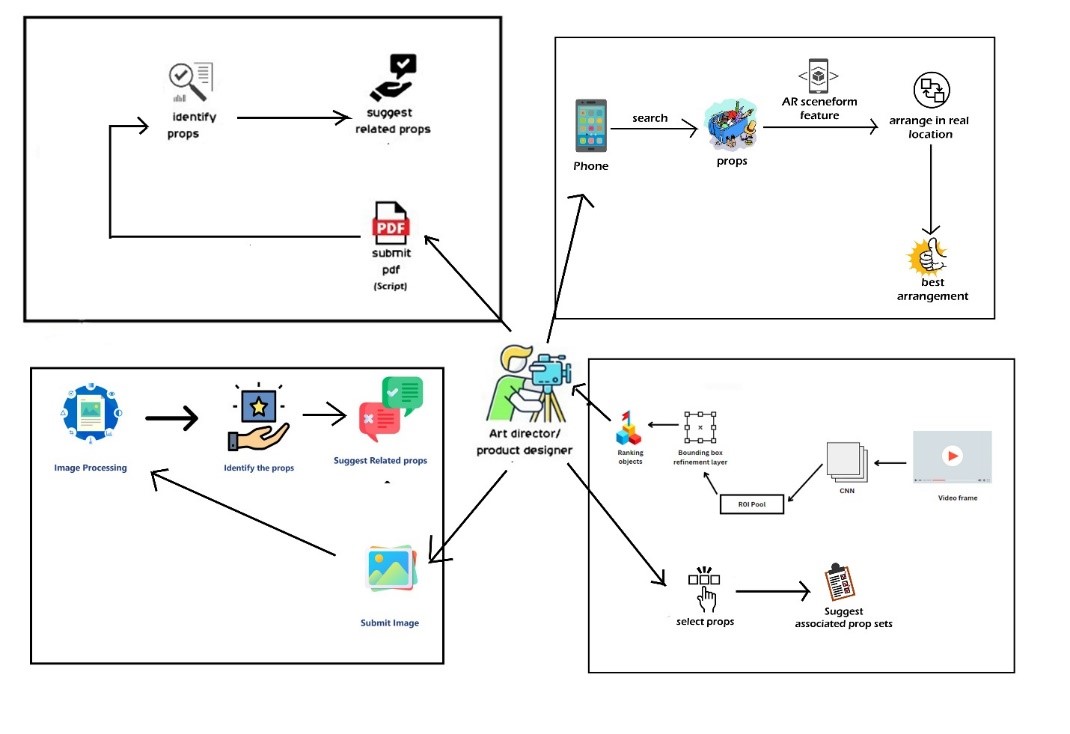 identify
props
suggest
related props
PDF
submit
pdf
(Script)
Phone
search
props
AR sceneform
feature
arrange in real
location
best
arrangement
Art director/
product designer
Image Processing
Identify the props
Suggest Related props
Submit Image
Ranking
objects
Bounding box
refinement layer
ROI Pool
CNN
Video frame
select props
Suggest
associated prop sets